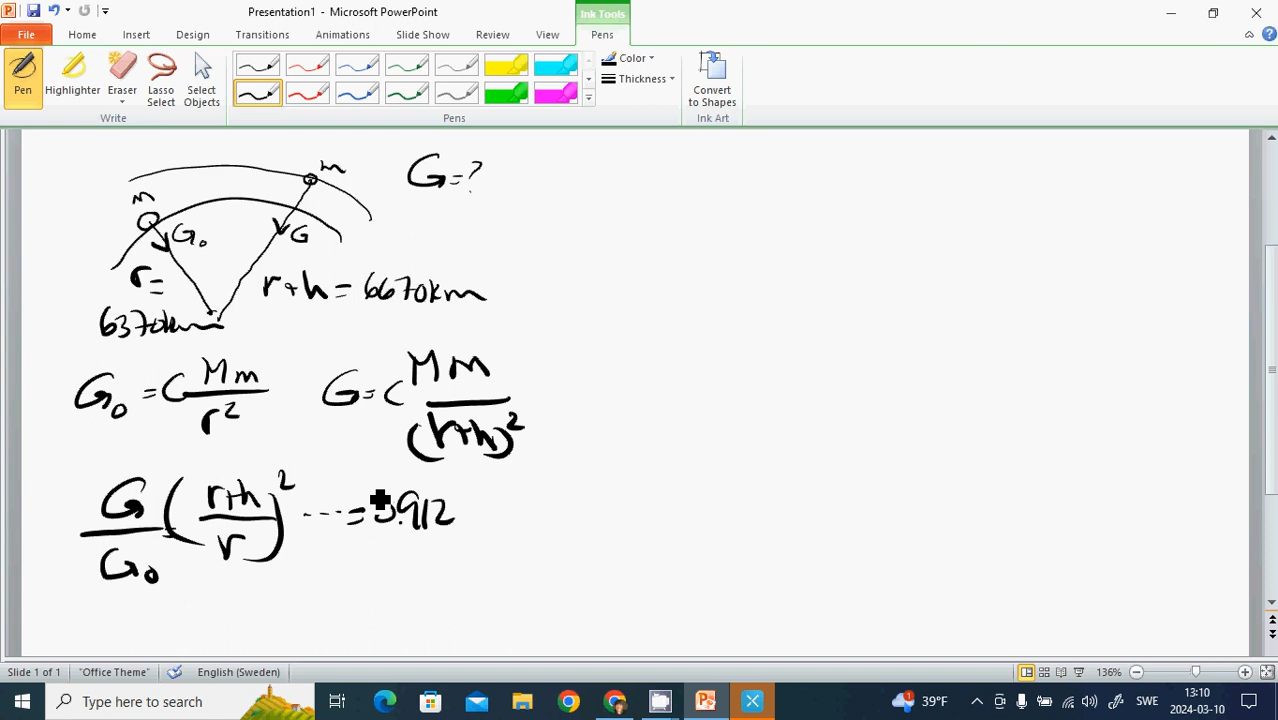 Presentation1 - Microsoft PowerPoint
Ink Tools
File Home Insert Design Transitions Animations Slide Show Review View Pens
Pen
Highlighter
Eraser
Lasso Select
Select Objects
Color
Thickness
Convert to Shapes
Write
Pens
Ink Art
m
G=?
m
G₀
G
r=
6370km
r+h = 6670km
G₀ = C Mm/r²
G = C Mm/(r+h)²
G/G₀ ((r+h)/r)² ... = 0.912
Slide 1 of 1
"Office Theme"
English (Sweden)
136%
Type here to search
1
39°F
SWE
13:10
2024-03-10